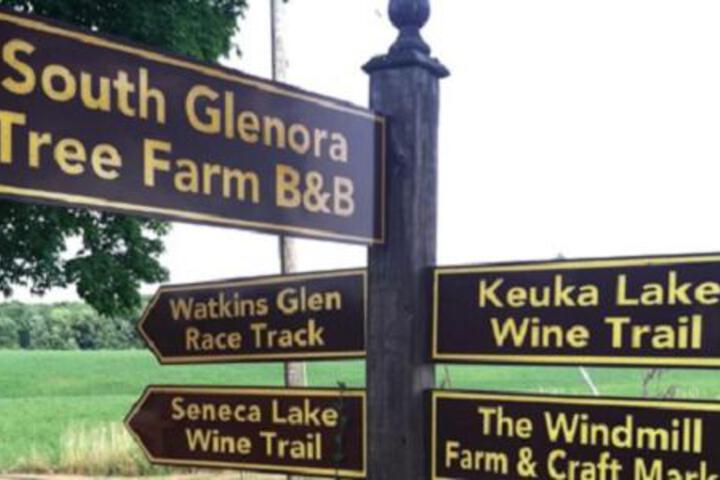 South Glenora
Tree Farm B&B
Watkins Glen
Race Track
Keuka Lake
Wine Trail
Seneca Lake
Wine Trail
The Windmill
Farm & Craft Mark